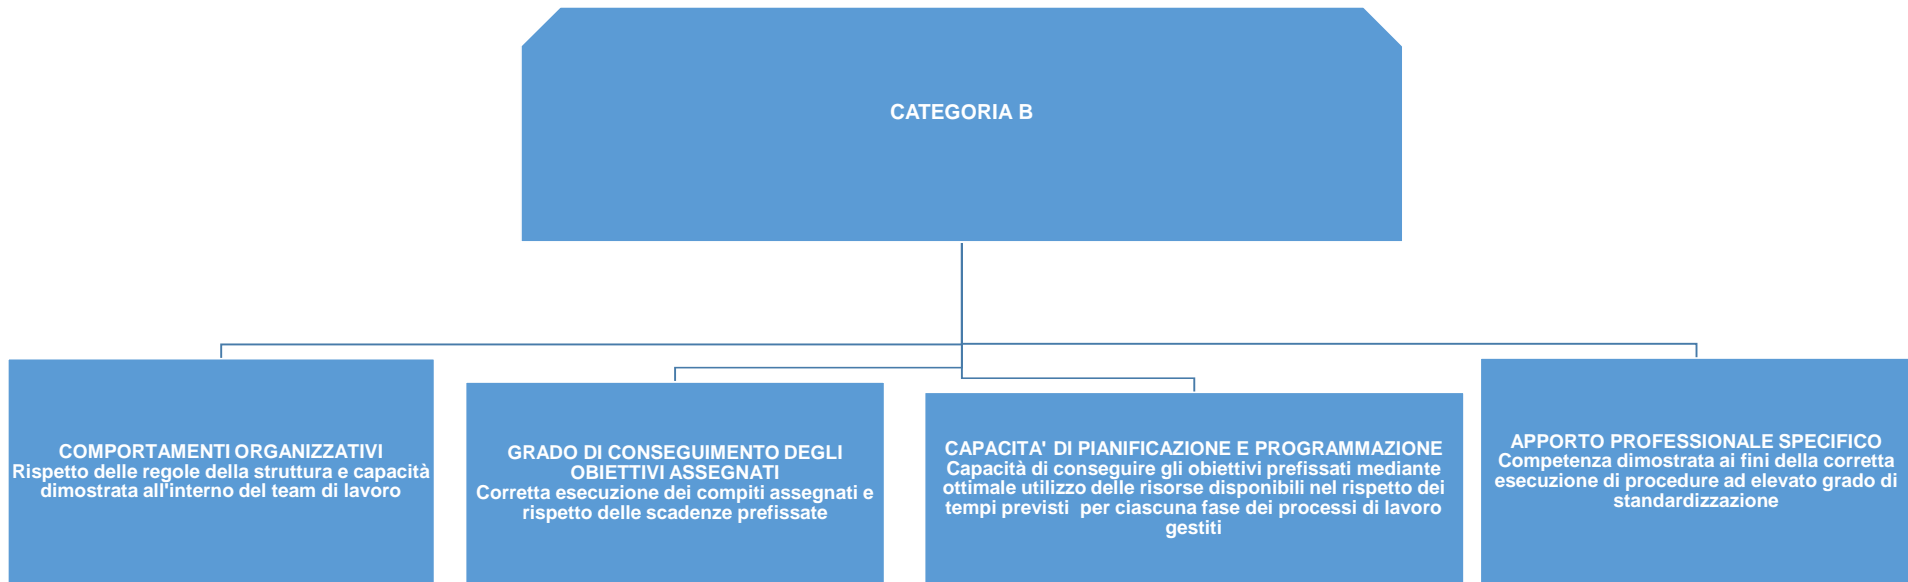 CATEGORIA B
COMPORTAMENTI ORGANIZZATIVI
Rispetto delle regole della struttura e capacità
dimostrata all'interno del team di lavoro
GRADO DI CONSEGUIMENTO DEGLI
OBIETTIVI ASSEGNATI
Corretta esecuzione dei compiti assegnati e
rispetto delle scadenze prefissate
CAPACITA' DI PIANIFICAZIONE E PROGRAMMAZIONE
Capacità di conseguire gli obiettivi prefissati mediante
ottimale utilizzo delle risorse disponibili nel rispetto dei
tempi previsti  per ciascuna fase dei processi di lavoro
gestiti
APPORTO PROFESSIONALE SPECIFICO
Competenza dimostrata ai fini della corretta
esecuzione di procedure ad elevato grado di
standardizzazione